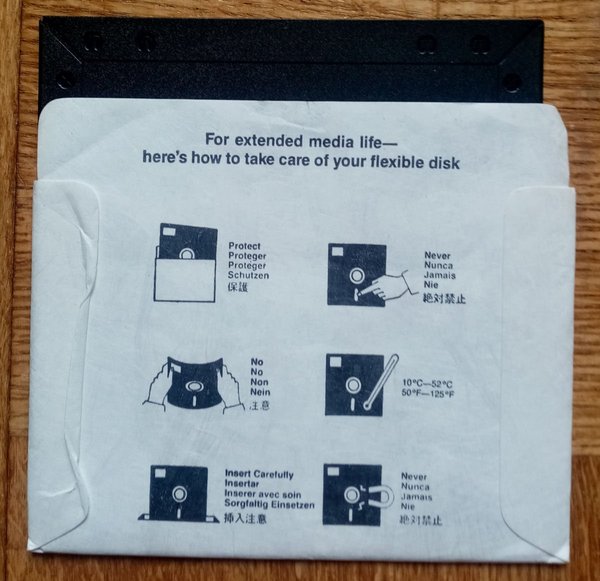 For extended media life—
here's how to take care of your flexible disk
Protect
Proteger
Protéger
Schutzen
保護
Never
Nunca
Jamais
Nie
絶対禁止
No
No
Non
Nein
注意
10°C—52°C
50°F—125°F
Insert Carefully
Insertar
Inserer avec soin
Sorgfaltig Einsetzen
挿入注意
Never
Nunca
Jamais
Nie
絶対禁止